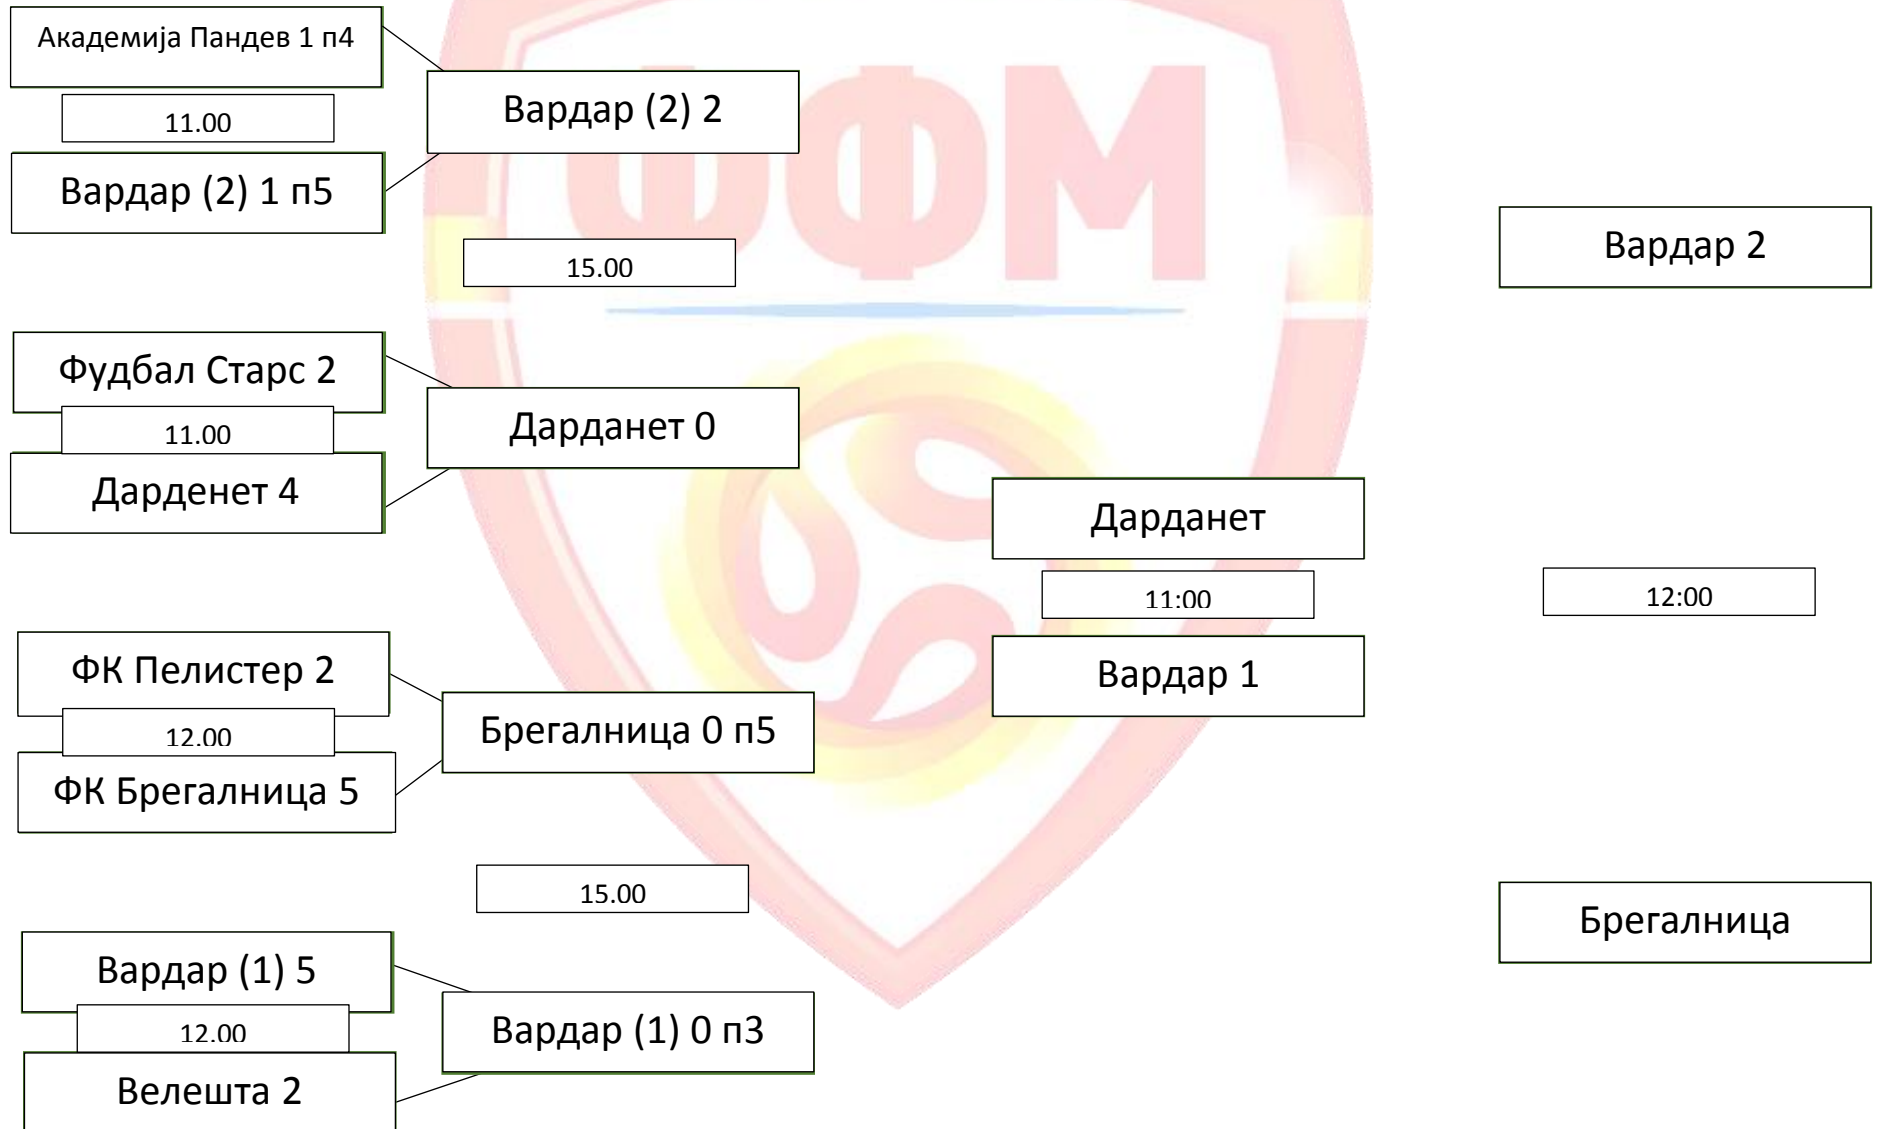 Академија Пандев 1 п4
11.00
Вардар (2) 1 п5
Вардар (2) 2
15.00
Фудбал Старс 2
11.00
Дарденет 4
Дарданет 0
ФК Пелистер 2
12.00
ФК Брегалница 5
Брегалница 0 п5
15.00
Вардар (1) 5
12.00
Велешта 2
Вардар (1) 0 п3
Дарданет
11:00
Вардар 1
Вардар 2
12:00
Брегалница
ФФМ